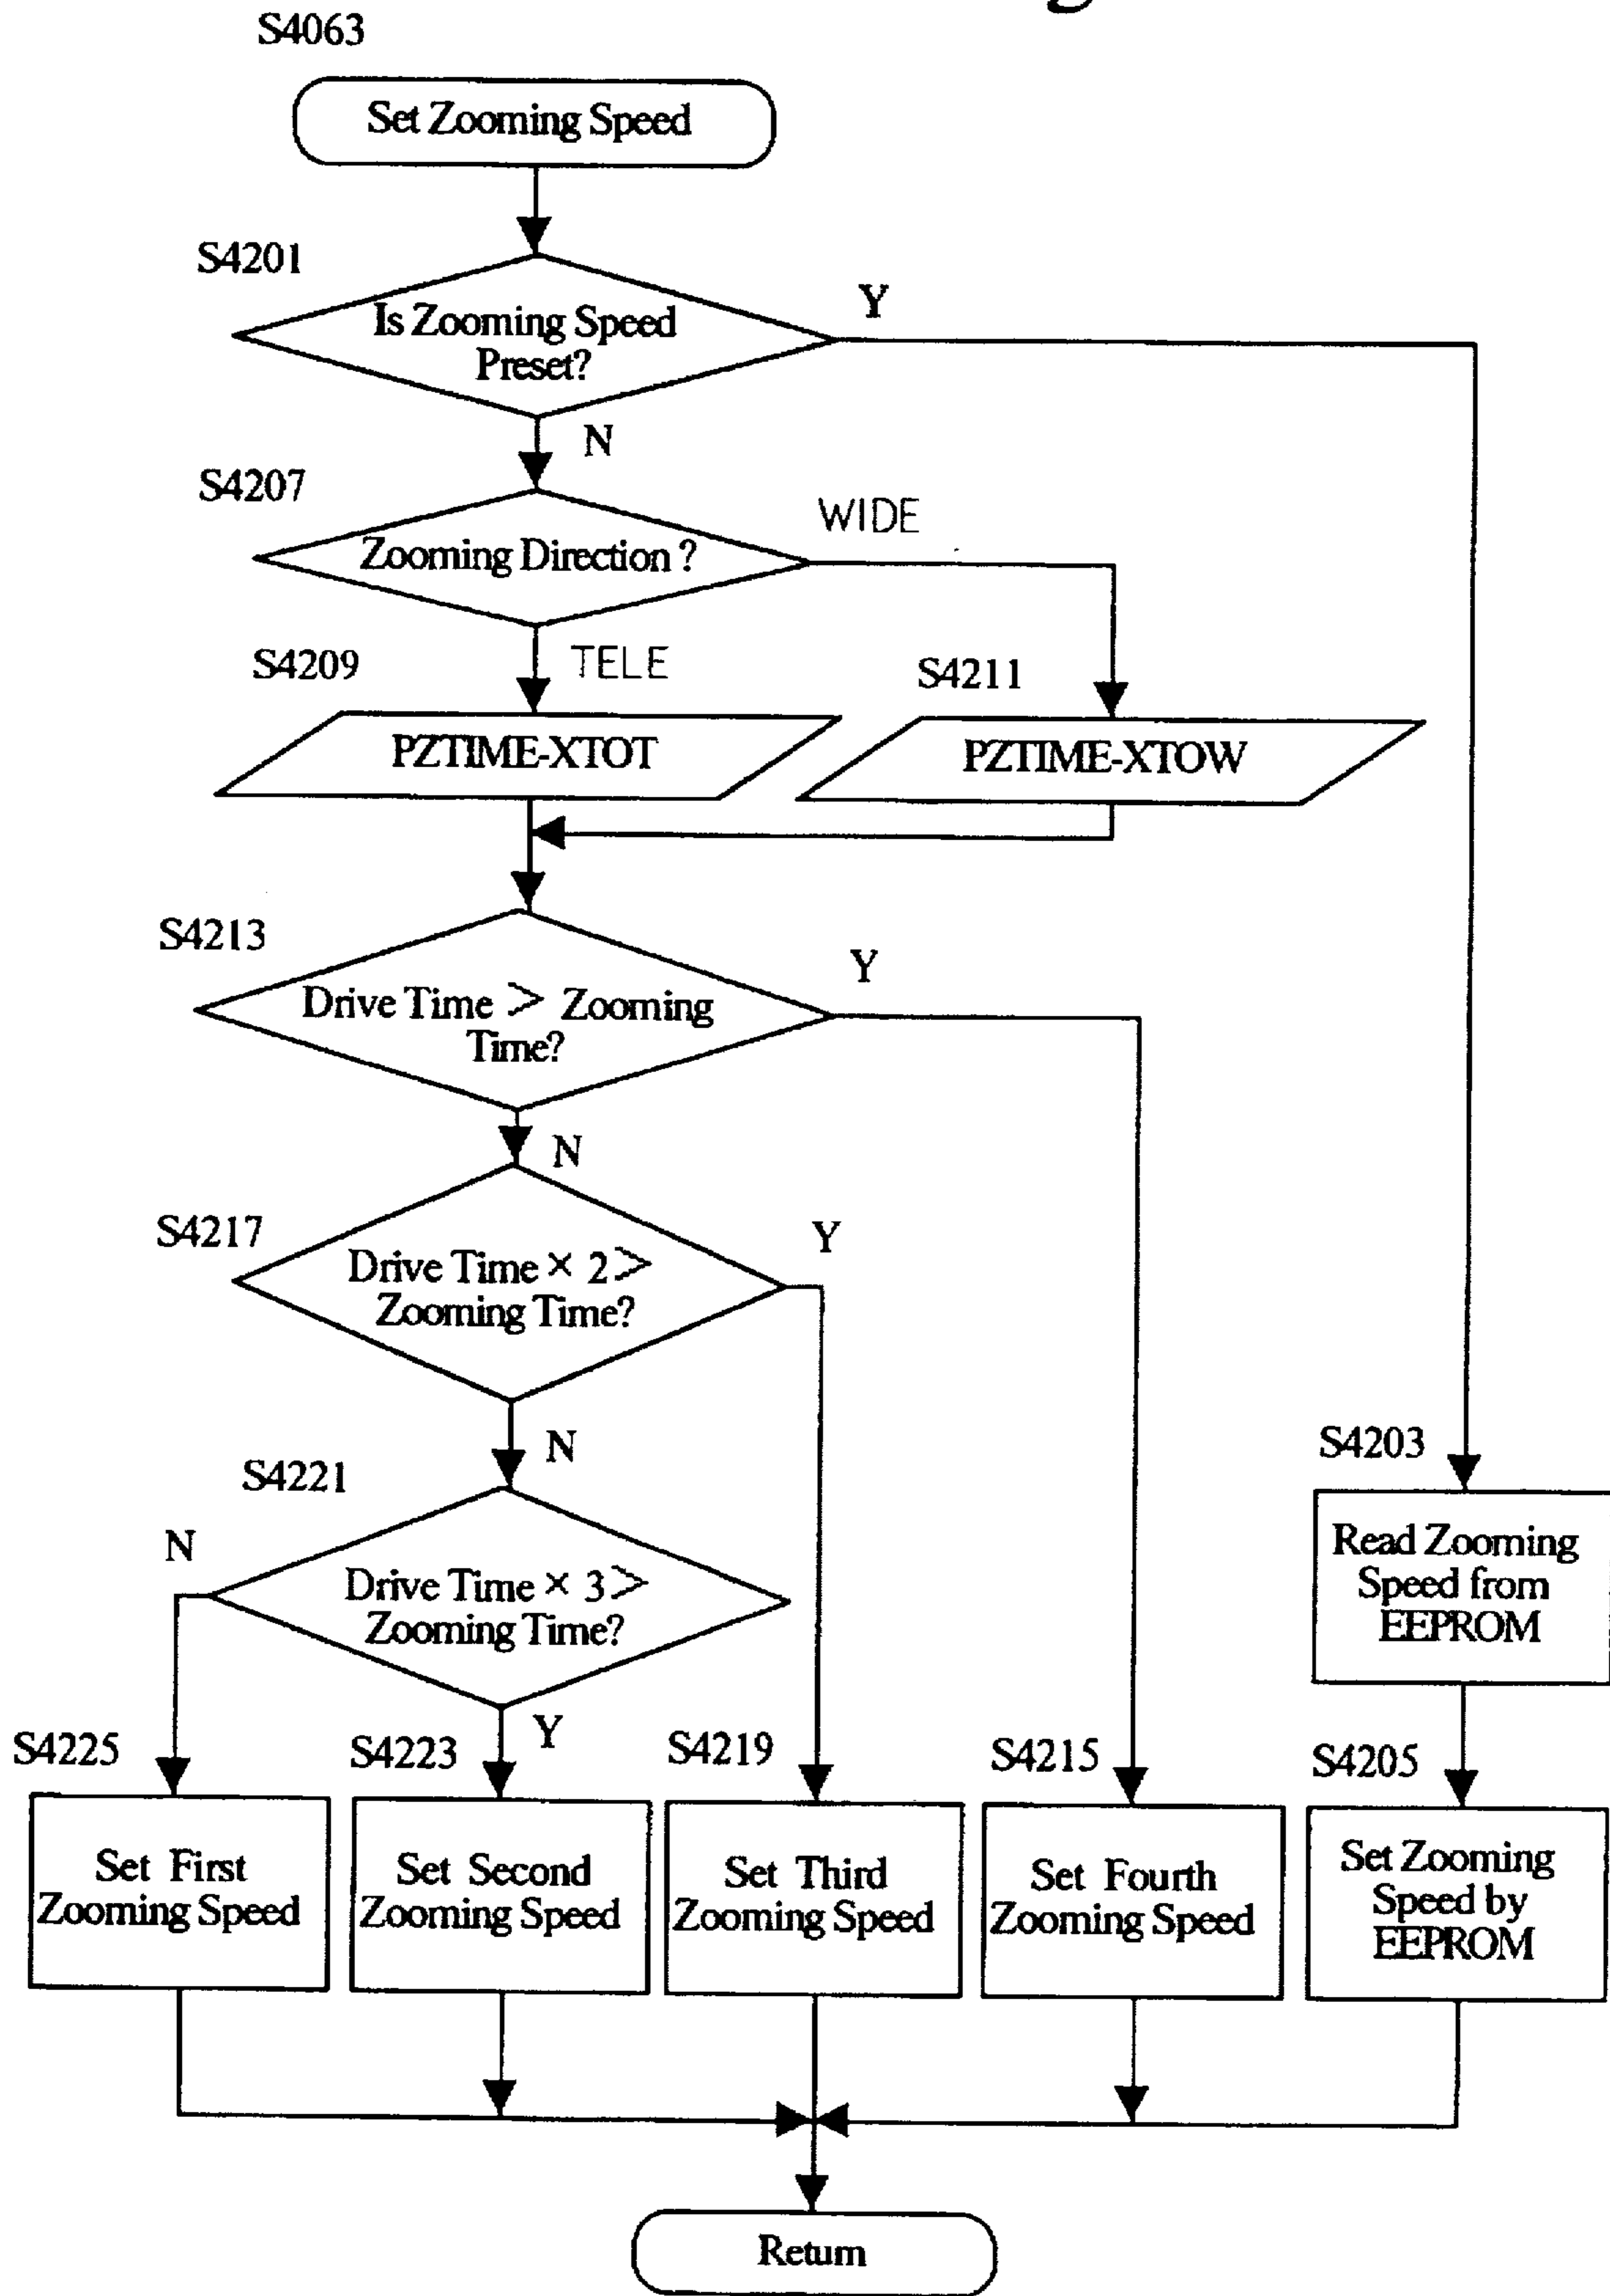 S4063
Set Zooming Speed
S4201
Is Zooming Speed
Preset?
Y
N
S4207
Zooming Direction ?
WIDE
TELE
S4209
PZTIME-XTOT
S4211
PZTIME-XTOW
S4213
Drive Time > Zooming
Time?
Y
N
S4217
Drive Time × 2 >
Zooming Time?
Y
N
S4221
Drive Time × 3 >
Zooming Time?
N
Y
S4203
Read Zooming
Speed from
EEPROM
S4225
Set First
Zooming Speed
S4223
Set Second
Zooming Speed
S4219
Set Third
Zooming Speed
S4215
Set Fourth
Zooming Speed
S4205
Set Zooming
Speed by
EEPROM
Return